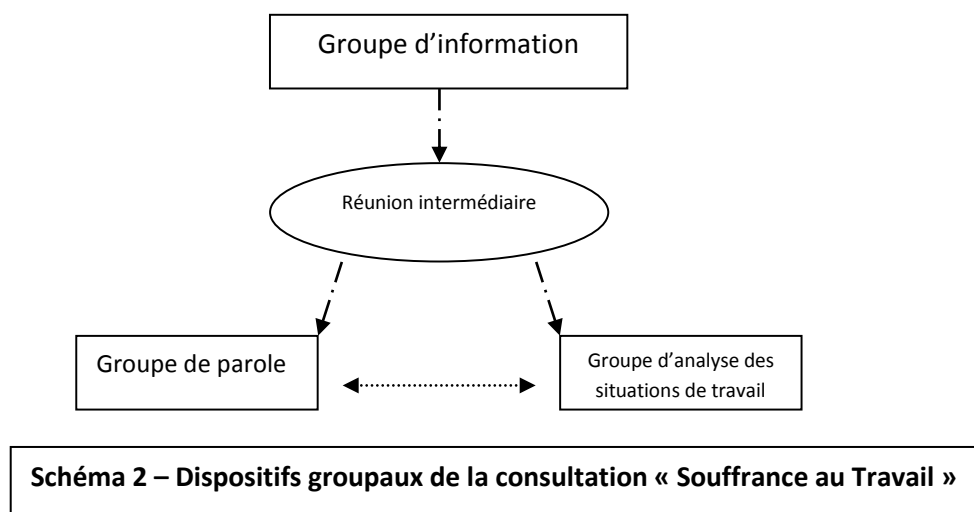 Groupe d’information
Réunion intermédiaire
Groupe de parole
Groupe d’analyse des
situations de travail
Schéma 2 – Dispositifs groupaux de la consultation « Souffrance au Travail »